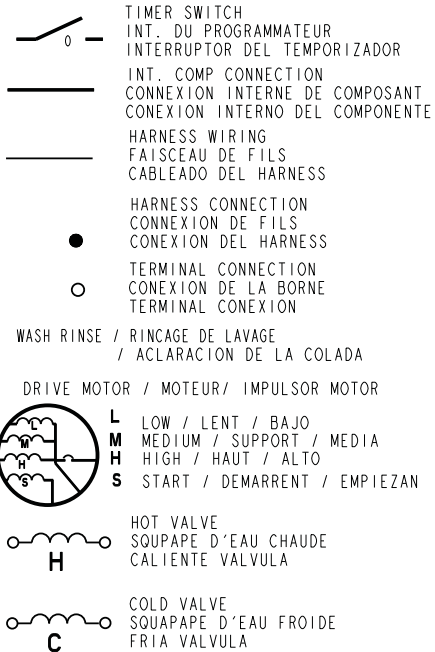 TIMER SWITCH
INT. DU PROGRAMMATEUR
INTERRUPTOR DEL TEMPORIZADOR
0
INT. COMP CONNECTION
CONNEXION INTERNE DE COMPOSANT
CONEXION INTERNO DEL COMPONENTE
HARNESS WIRING
FAISCEAU DE FILS
CABLEADO DEL HARNESS
HARNESS CONNECTION
CONNEXION DE FILS
CONEXION DEL HARNESS
TERMINAL CONNECTION
CONEXION DE LA BORNE
TERMINAL CONEXION
WASH RINSE / RINCAGE DE LAVAGE
/ ACLARACION DE LA COLADA
DRIVE MOTOR / MOTEUR/ IMPULSOR MOTOR
L
M
H
S
L LOW / LENT / BAJO
M MEDIUM / SUPPORT / MEDIA
H HIGH / HAUT / ALTO
S START / DEMARRENT / EMPIEZAN
HOT VALVE
SQUPAPE D'EAU CHAUDE
CALIENTE VALVULA
H
COLD VALVE
SQUAPAPE D'EAU FROIDE
FRIA VALVULA
C